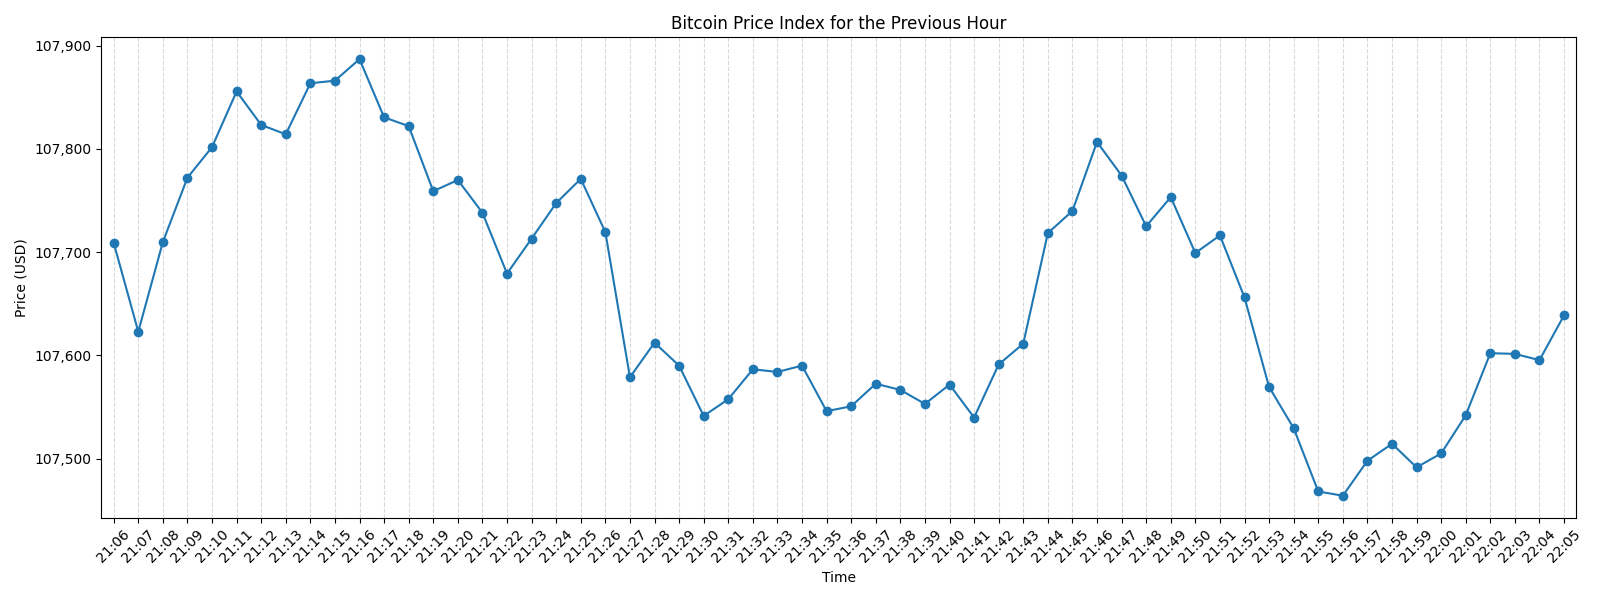 Bitcoin Price Index for the Previous Hour
Price (USD)
107,900
107,800
107,700
107,600
107,500
21:06 21:07 21:08 21:09 21:10 21:11 21:12 21:13 21:14 21:15 21:16 21:17 21:18 21:19 21:20 21:21 21:22 21:23 21:24 21:25 21:26 21:27 21:28 21:29 21:30 21:31 21:32 21:33 21:34 21:35 21:36 21:37 21:38 21:39 21:40 21:41 21:42 21:43 21:44 21:45 21:46 21:47 21:48 21:49 21:50 21:51 21:52 21:53 21:54 21:55 21:56 21:57 21:58 21:59 22:00 22:01 22:02 22:03 22:04 22:05
Time